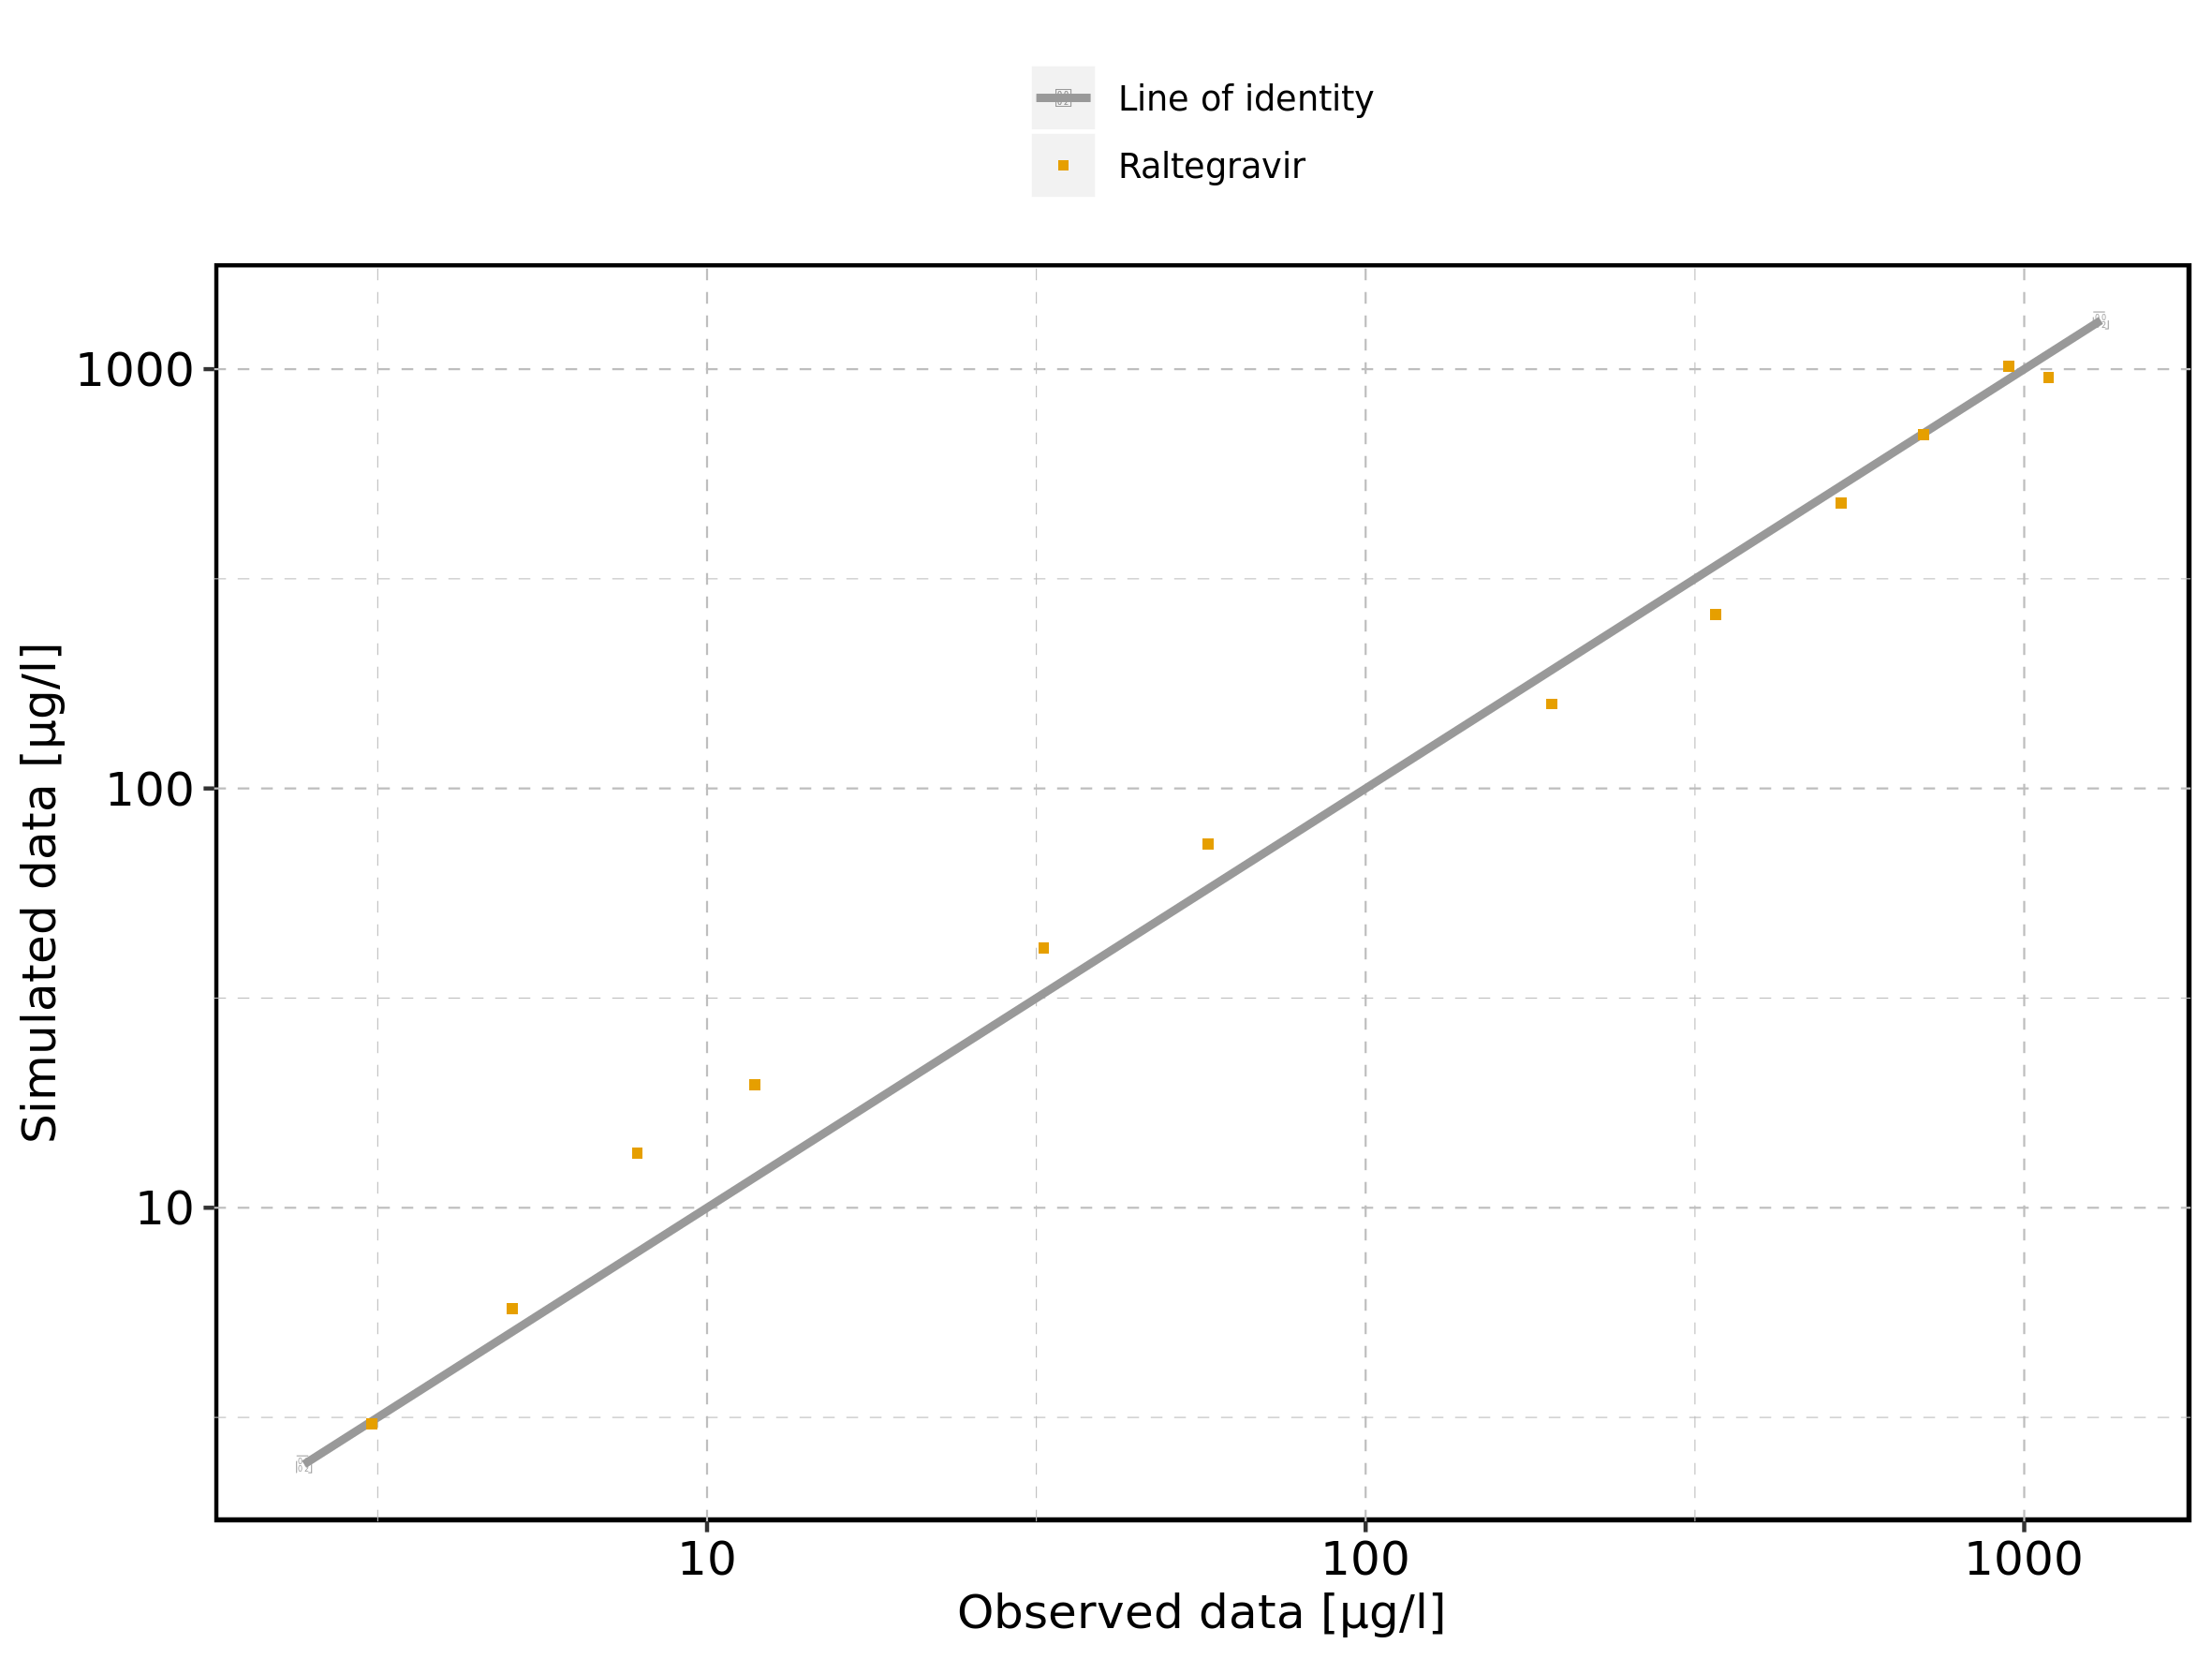 Line of identity
Raltegravir
1000
100
10
Simulated data [µg/l]
10 100 1000
Observed data [µg/l]